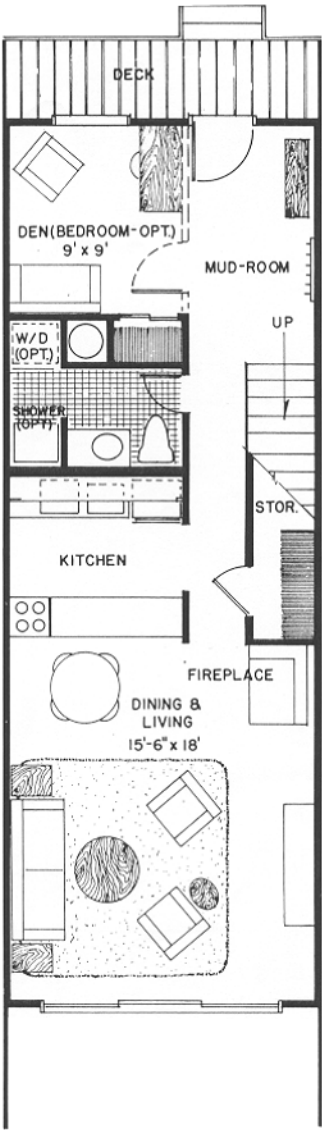 DECK
DEN(BEDROOM-OPT.)
9' x 9'
MUD-ROOM
UP
W/D
(OPT.)
SHOWER
(OPT)
STOR.
KITCHEN
FIREPLACE
DINING &
LIVING
15'-6" x 18'